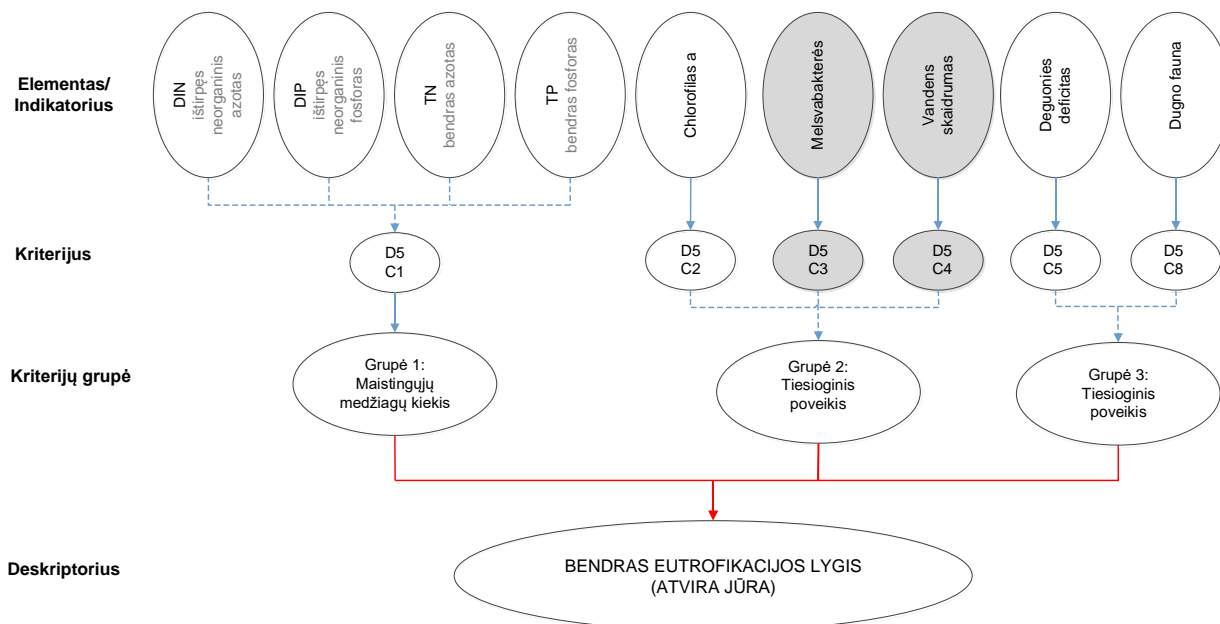 Elementas/
Indikatorius
DIN
ištirpęs
neorganinis
azotas
DIP
ištirpęs
neorganinis
fosforas
TN
bendras azotas
TP
bendras fosforas
Chlorofilas a
Melsvabakterės
Vandens
skaidrumas
Deguonies
deficitas
Dugno fauna
Kriterijus
D5
C1
D5
C2
D5
C3
D5
C4
D5
C5
D5
C8
Kriterijų grupė
Grupė 1:
Maistingųjų
medžiagų kiekis
Grupė 2:
Tiesioginis
poveikis
Grupė 3:
Tiesioginis
poveikis
Deskriptorius
BENDRAS EUTROFIKACIJOS LYGIS
(ATVIRA JŪRA)